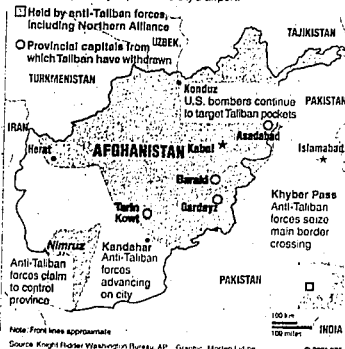 Held by anti-Taliban forces,
including Northern Alliance
Provincial capitals from
which Taliban have withdrawn
UZBEK.
TAJIKISTAN
TURKMENISTAN
Konduz
U.S. bombers continue
to target Taliban pockets
PAKISTAN
IRAN
Herat
AFGHANISTAN
Kabul
Asadabad
Islamabad
Baraki
Gardayz
Tarin
Kowt
Khyber Pass
Anti-Taliban
forces seize
main border
crossing
Nimruz
Anti-Taliban
forces claim
to control
province
Kandahar
Anti-Taliban
forces
advancing
on city
PAKISTAN
100 km
100 miles
INDIA
Note: Front lines approximate
Source: Knight Ridder Washington Bureau, AP Graphic: